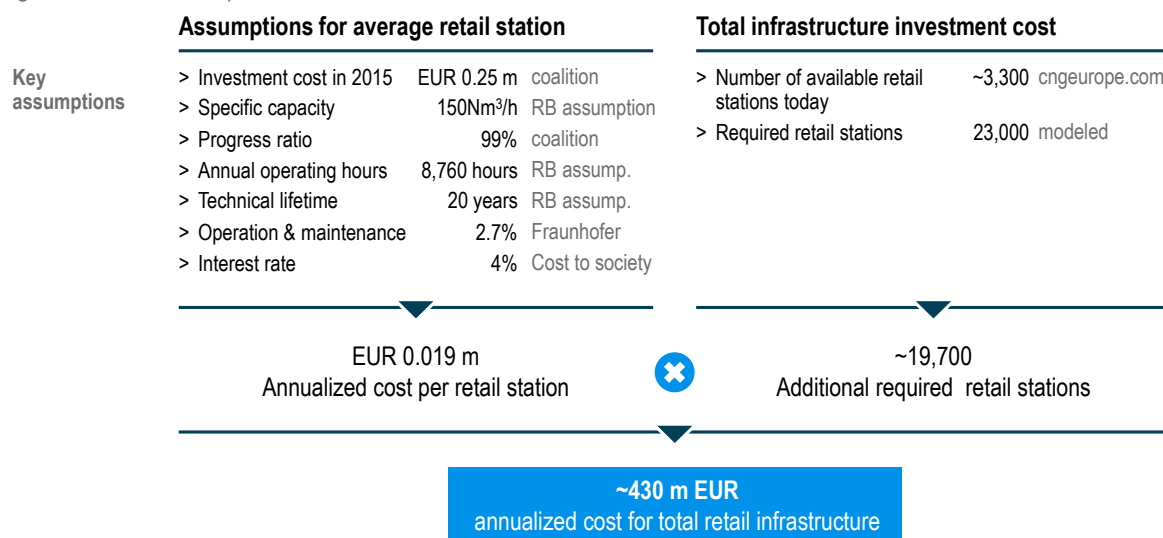 Assumptions for average retail station
Total infrastructure investment cost
Key
assumptions
> Investment cost in 2015 EUR 0.25 m coalition
> Specific capacity 150Nm³/h RB assumption
> Progress ratio 99% coalition
> Annual operating hours 8,760 hours RB assump.
> Technical lifetime 20 years RB assump.
> Operation & maintenance 2.7% Fraunhofer
> Interest rate 4% Cost to society
> Number of available retail ~3,300 cngeurope.com
stations today
> Required retail stations 23,000 modeled
EUR 0.019 m
Annualized cost per retail station
~19,700
Additional required retail stations
~430 m EUR
annualized cost for total retail infrastructure